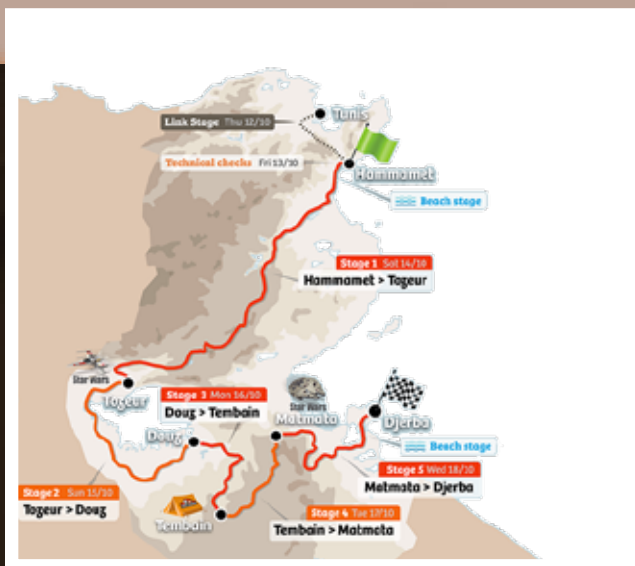 Tunis
Link Stage Thu 12/10
Technical checks Fri 13/10
Hammamet
Beach stage
Stage 1 Sat 14/10
Hammamet > Tozeur
Star Wars
Tozeur
Stage 3 Mon 16/10
Douz > Tembain
Star Wars
Matmata
Djerba
Douz
Beach stage
Stage 5 Wed 18/10
Matmata > Djerba
Stage 2 Sun 15/10
Tozeur > Douz
Tembain
Stage 4 Tue 17/10
Tembain > Matmata